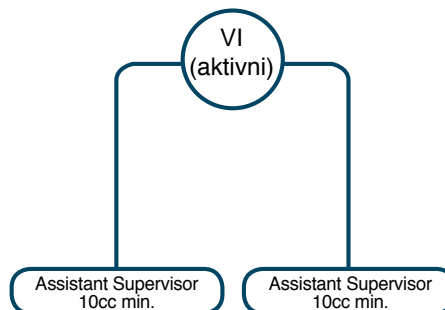 VI
(aktivni)
Assistant Supervisor
10cc min.
Assistant Supervisor
10cc min.